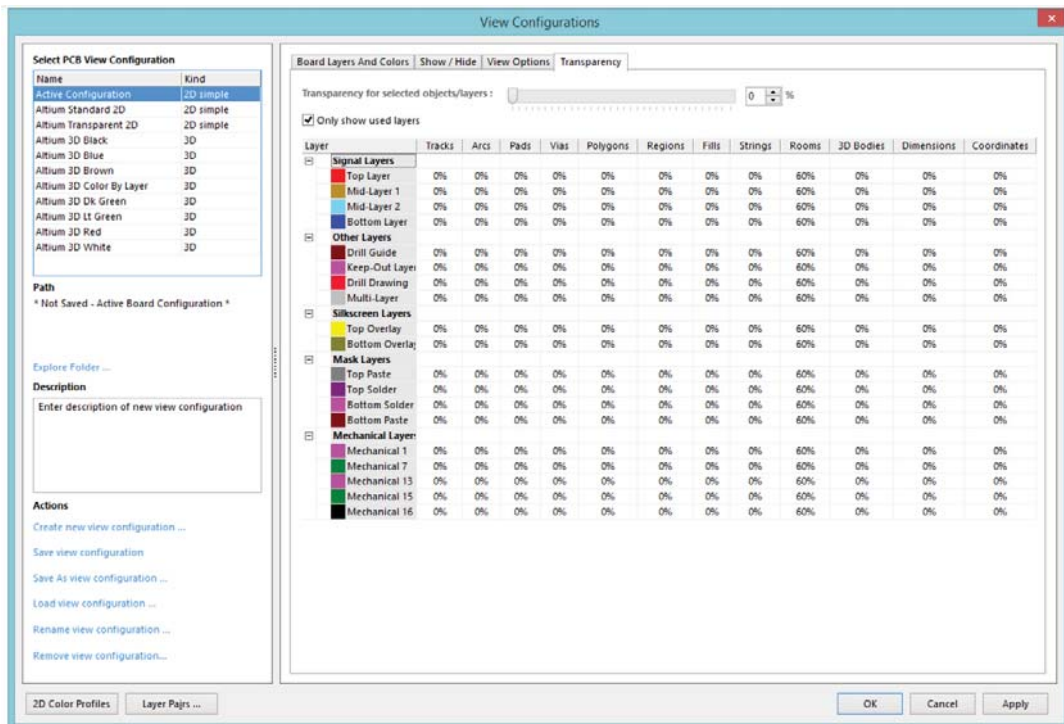 View Configurations
Select PCB View Configuration
Name Kind
Active Configuration 2D simple
Altium Standard 2D 2D simple
Altium Transparent 2D 2D simple
Altium 3D Black 3D
Altium 3D Blue 3D
Altium 3D Brown 3D
Altium 3D Color By Layer 3D
Altium 3D Dk Green 3D
Altium 3D Lt Green 3D
Altium 3D Red 3D
Altium 3D White 3D
Path
* Not Saved - Active Board Configuration *
Explore Folder ...
Description
Enter description of new view configuration
Actions
Create new view configuration ...
Save view configuration
Save As view configuration ...
Load view configuration ...
Rename view configuration ...
Remove view configuration...
Board Layers And Colors Show / Hide View Options Transparency
Transparency for selected objects/layers : 0 %
Only show used layers
Layer Tracks Arcs Pads Vias Polygons Regions Fills Strings Rooms 3D Bodies Dimensions Coordinates
Signal Layers
Top Layer 0% 0% 0% 0% 0% 0% 0% 0% 60% 0% 0% 0%
Mid-Layer 1 0% 0% 0% 0% 0% 0% 0% 0% 60% 0% 0% 0%
Mid-Layer 2 0% 0% 0% 0% 0% 0% 0% 0% 60% 0% 0% 0%
Bottom Layer 0% 0% 0% 0% 0% 0% 0% 0% 60% 0% 0% 0%
Other Layers
Drill Guide 0% 0% 0% 0% 0% 0% 0% 0% 60% 0% 0% 0%
Keep-Out Layer 0% 0% 0% 0% 0% 0% 0% 0% 60% 0% 0% 0%
Drill Drawing 0% 0% 0% 0% 0% 0% 0% 0% 60% 0% 0% 0%
Multi-Layer 0% 0% 0% 0% 0% 0% 0% 0% 60% 0% 0% 0%
Silkscreen Layers
Top Overlay 0% 0% 0% 0% 0% 0% 0% 0% 60% 0% 0% 0%
Bottom Overlay 0% 0% 0% 0% 0% 0% 0% 0% 60% 0% 0% 0%
Mask Layers
Top Paste 0% 0% 0% 0% 0% 0% 0% 0% 60% 0% 0% 0%
Top Solder 0% 0% 0% 0% 0% 0% 0% 0% 60% 0% 0% 0%
Bottom Solder 0% 0% 0% 0% 0% 0% 0% 0% 60% 0% 0% 0%
Bottom Paste 0% 0% 0% 0% 0% 0% 0% 0% 60% 0% 0% 0%
Mechanical Layers
Mechanical 1 0% 0% 0% 0% 0% 0% 0% 0% 60% 0% 0% 0%
Mechanical 7 0% 0% 0% 0% 0% 0% 0% 0% 60% 0% 0% 0%
Mechanical 13 0% 0% 0% 0% 0% 0% 0% 0% 60% 0% 0% 0%
Mechanical 15 0% 0% 0% 0% 0% 0% 0% 0% 60% 0% 0% 0%
Mechanical 16 0% 0% 0% 0% 0% 0% 0% 0% 60% 0% 0% 0%
2D Color Profiles Layer Pairs ... OK Cancel Apply